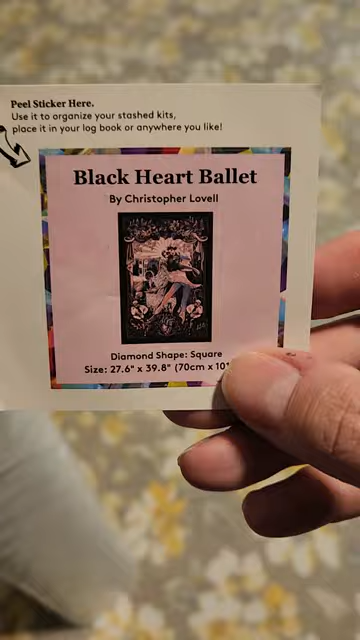 Peel Sticker Here.
Use it to organize your stashed kits,
place it in your log book or anywhere you like!
Black Heart Ballet
By Christopher Lovell
Diamond Shape: Square
Size: 27.6" x 39.8" (70cm x